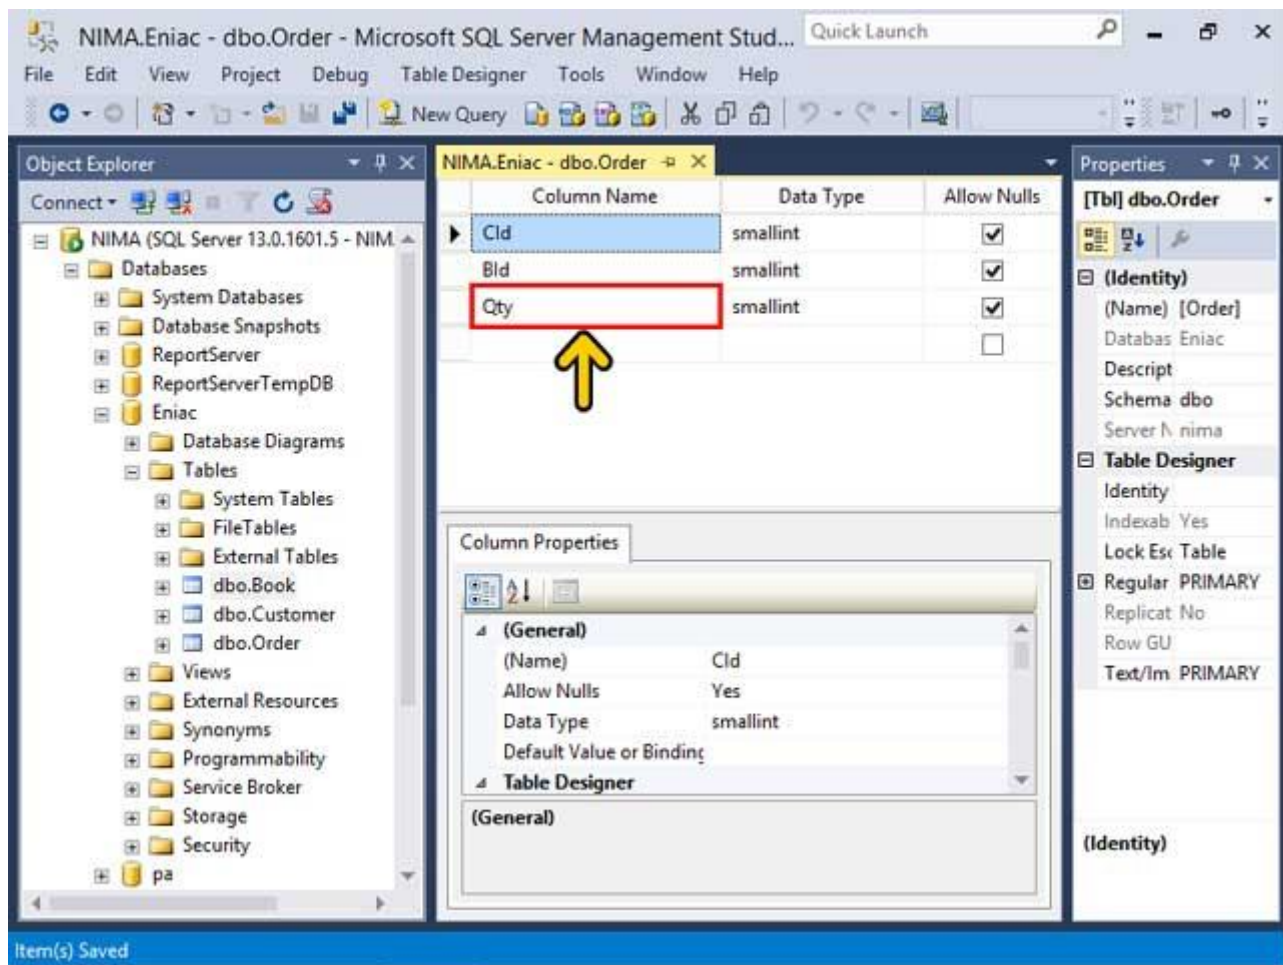 NIMA.Eniac - dbo.Order - Microsoft SQL Server Management Stud...
Quick Launch
File Edit View Project Debug Table Designer Tools Window Help
New Query
Object Explorer
Connect
NIMA (SQL Server 13.0.1601.5 - NIM
Databases
System Databases
Database Snapshots
ReportServer
ReportServerTempDB
Eniac
Database Diagrams
Tables
System Tables
FileTables
External Tables
dbo.Book
dbo.Customer
dbo.Order
Views
External Resources
Synonyms
Programmability
Service Broker
Storage
Security
pa
NIMA.Eniac - dbo.Order
Column Name Data Type Allow Nulls
CId smallint
BId smallint
Qty smallint
Column Properties
(General)
(Name) CId
Allow Nulls Yes
Data Type smallint
Default Value or Binding
Table Designer
(General)
Properties
[Tbl] dbo.Order
(Identity)
(Name) [Order]
Databas Eniac
Descript
Schema dbo
Server N nima
Table Designer
Identity
Indexab Yes
Lock Esc Table
Regular PRIMARY
Replicat No
Row GU
Text/Im PRIMARY
(Identity)
Item(s) Saved